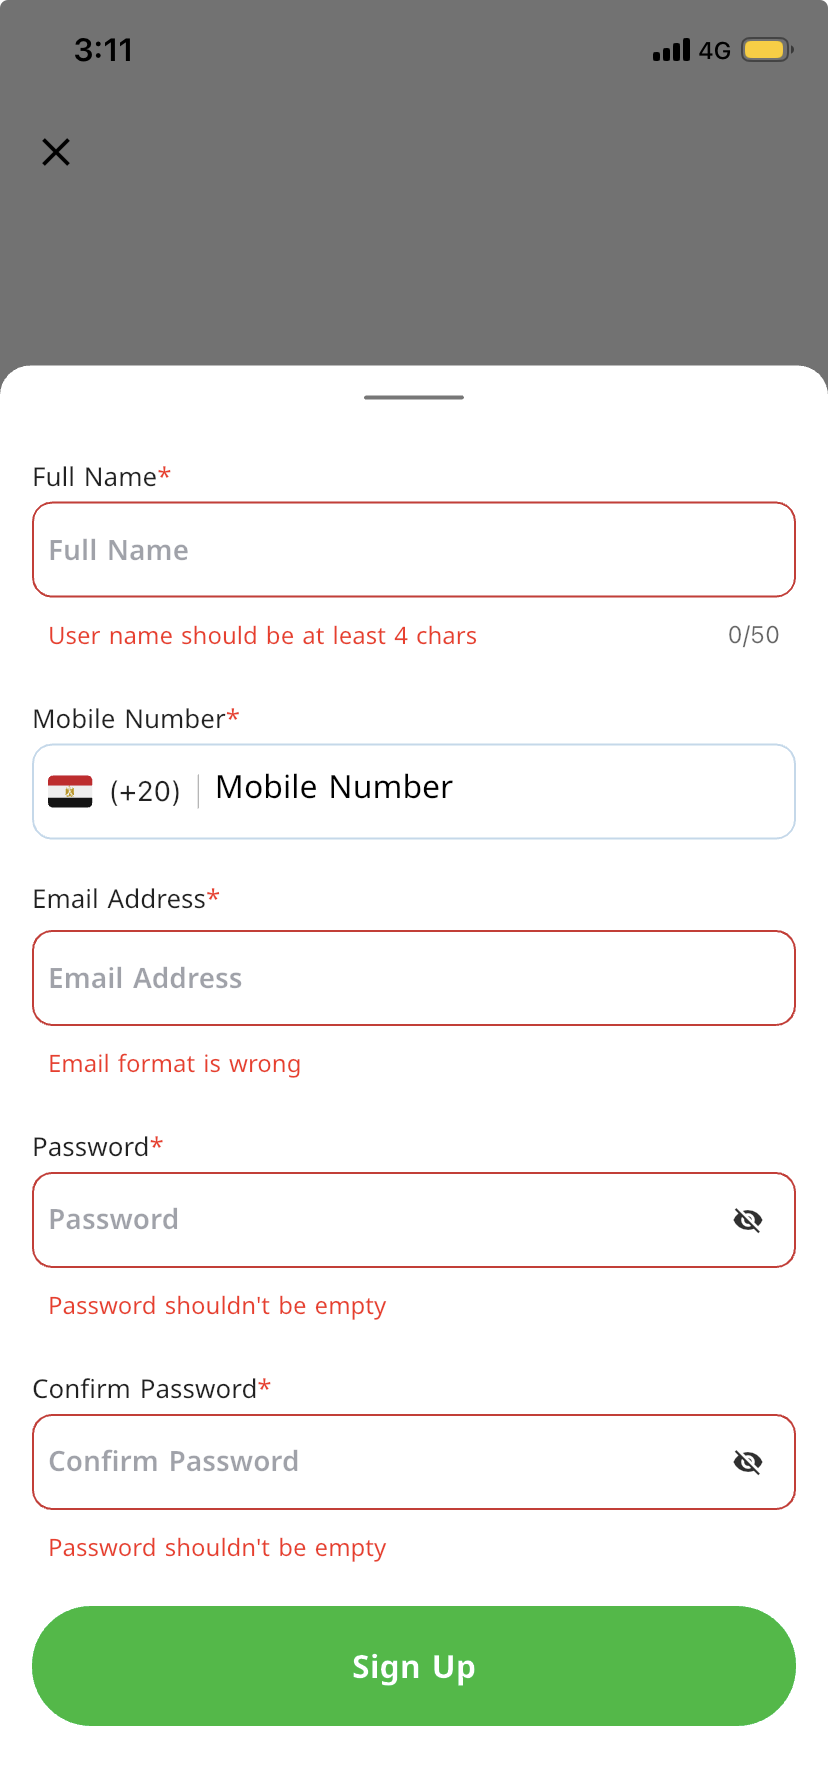 3:11
4G
Full Name*
Full Name
User name should be at least 4 chars 0/50
Mobile Number*
(+20) Mobile Number
Email Address*
Email Address
Email format is wrong
Password*
Password
Password shouldn't be empty
Confirm Password*
Confirm Password
Password shouldn't be empty
Sign Up